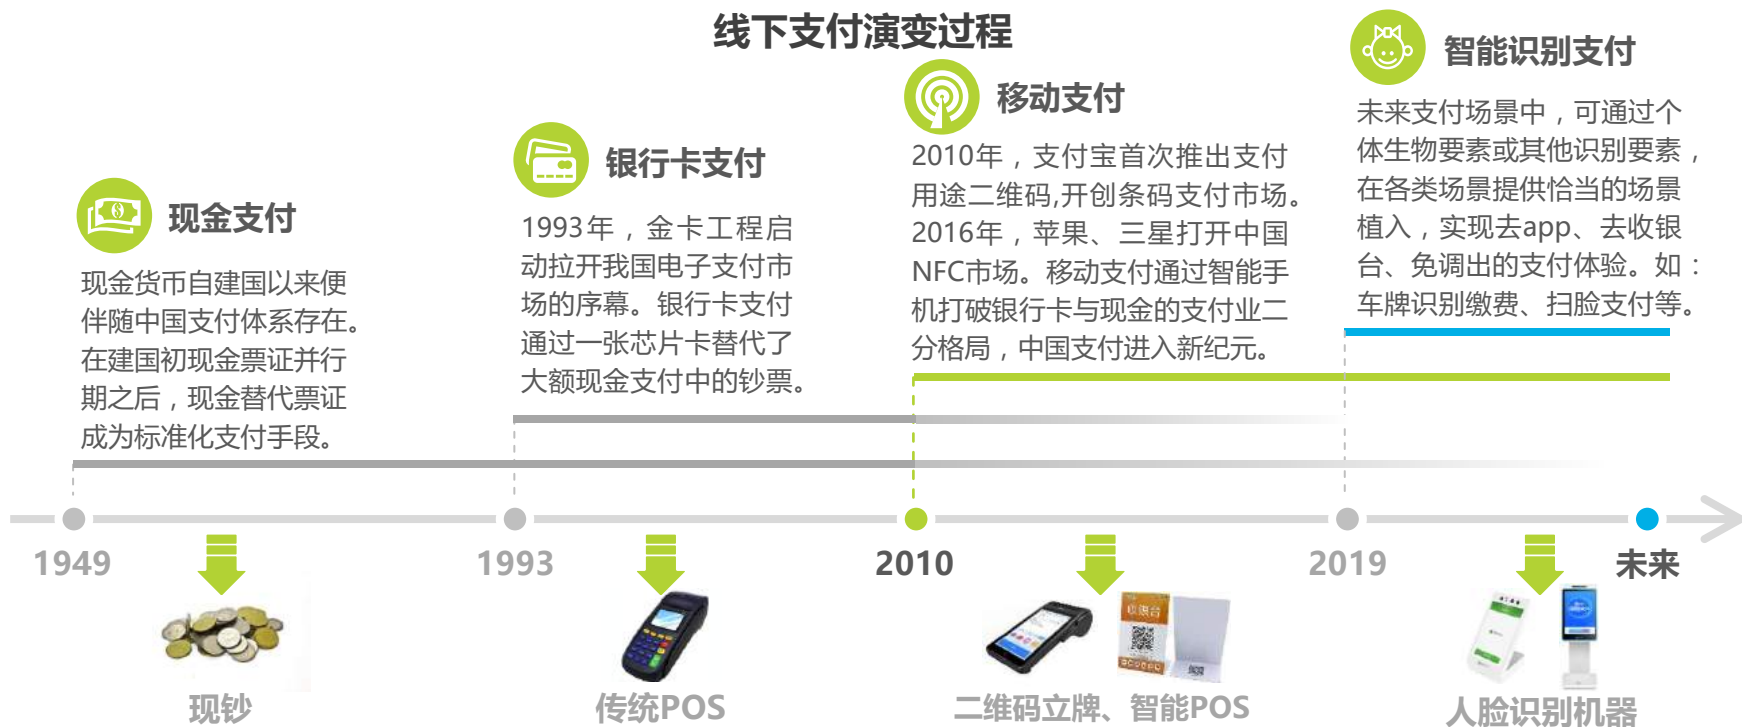 线下支付演变过程
现金支付
现金货币自建国以来便
伴随中国支付体系存在。
在建国初现金票证并行
期之后，现金替代票证
成为标准化支付手段。
银行卡支付
1993年，金卡工程启
动拉开我国电子支付市
场的序幕。银行卡支付
通过一张芯片卡替代了
大额现金支付中的钞票。
移动支付
2010年，支付宝首次推出支付
用途二维码,开创条码支付市场。
2016年，苹果、三星打开中国
NFC市场。移动支付通过智能手
机打破银行卡与现金的支付业二
分格局，中国支付进入新纪元。
智能识别支付
未来支付场景中，可通过个
体生物要素或其他识别要素，
在各类场景提供恰当的场景
植入，实现去app、去收银
台、免调出的支付体验。如：
车牌识别缴费、扫脸支付等。
1949
1993
2010
2019
未来
现钞
传统POS
二维码立牌、智能POS
人脸识别机器